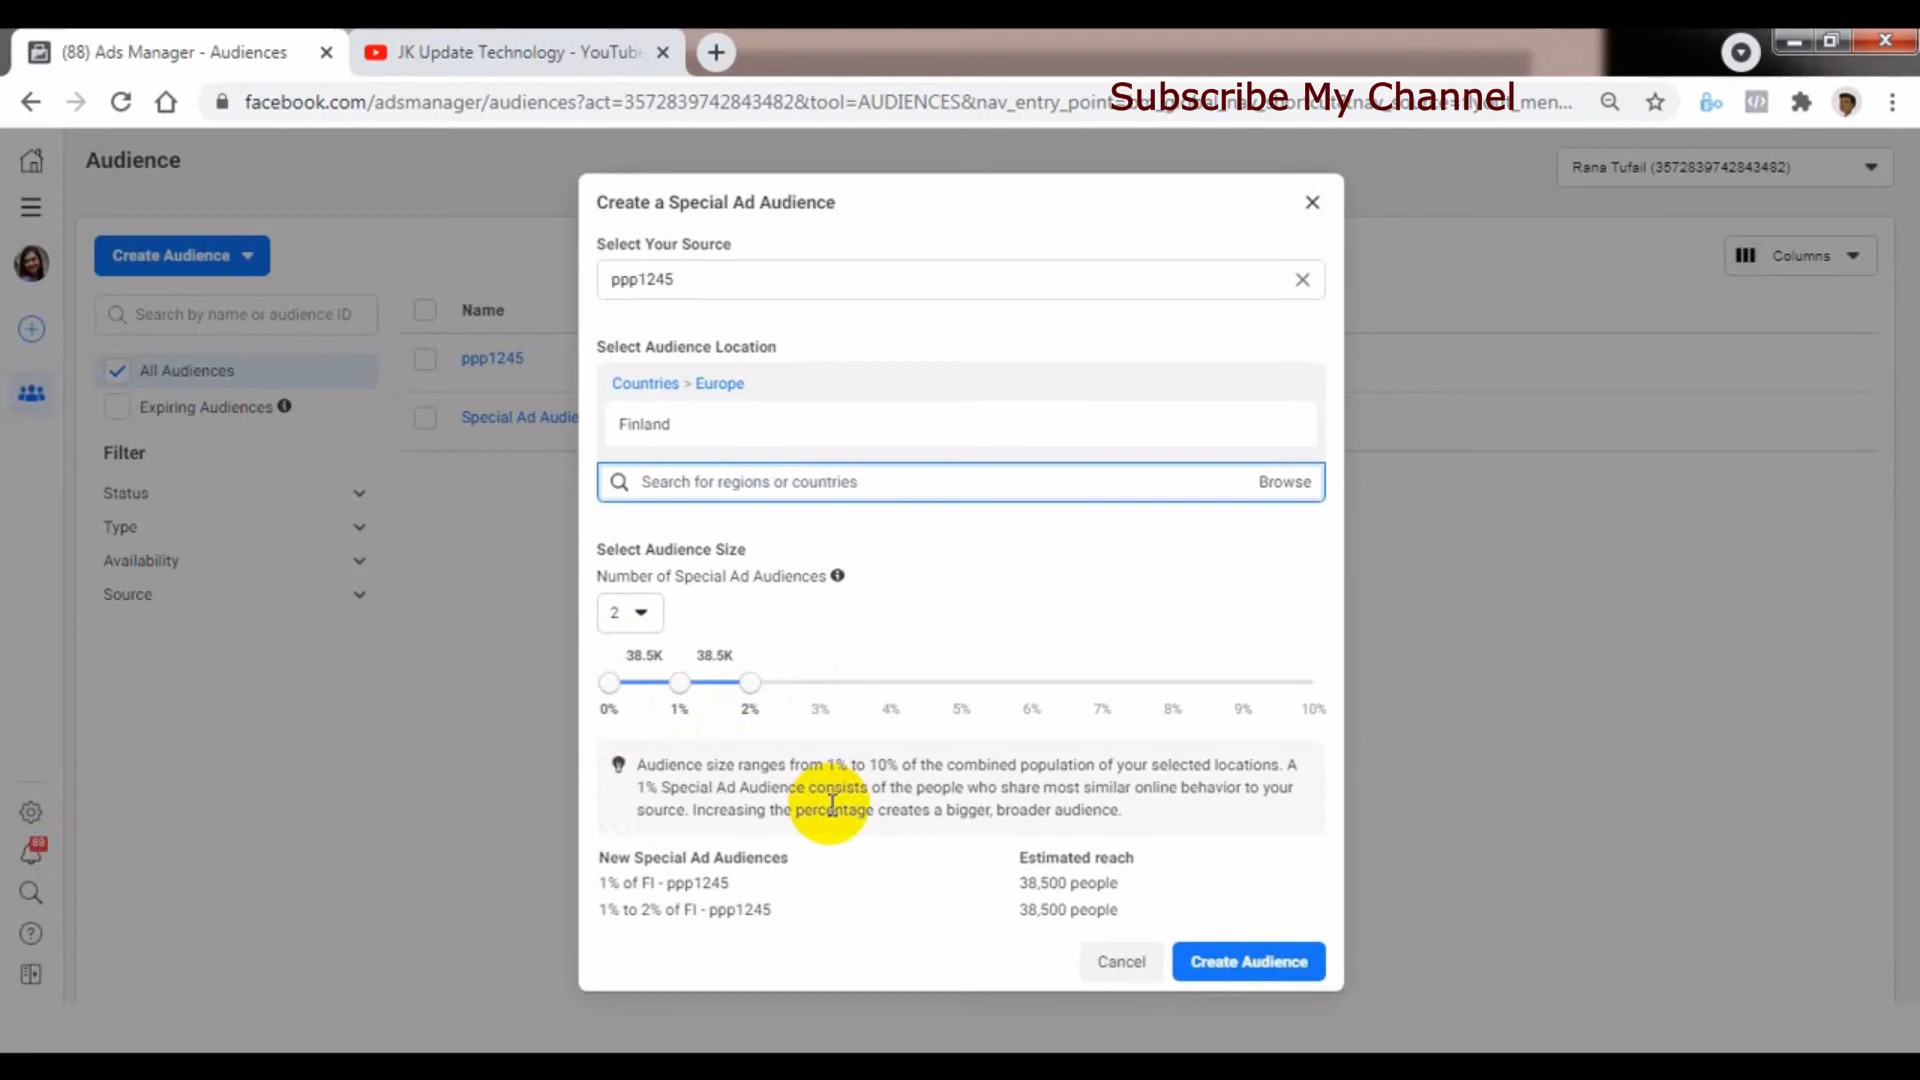 (88) Ads Manager - Audiences
JK Update Technology - YouTube
facebook.com/adsmanager/audiences?act=3572839742843482&tool=AUDIENCES&nav_entry_point=
Subscribe My Channel
Audience
Rana Tufail (3572839742843482)
Create Audience
Columns
Search by name or audience ID
Name
All Audiences
ppp1245
Expiring Audiences
Special Ad Audie
Filter
Status
Type
Availability
Source
89
Create a Special Ad Audience
Select Your Source
ppp1245
Select Audience Location
Countries > Europe
Finland
Search for regions or countries
Browse
Select Audience Size
Number of Special Ad Audiences
2
38.5K 38.5K
0% 1% 2% 3% 4% 5% 6% 7% 8% 9% 10%
Audience size ranges from 1% to 10% of the combined population of your selected locations. A
1% Special Ad Audience consists of the people who share most similar online behavior to your
source. Increasing the percentage creates a bigger, broader audience.
New Special Ad Audiences Estimated reach
1% of FI - ppp1245 38,500 people
1% to 2% of FI - ppp1245 38,500 people
Cancel
Create Audience